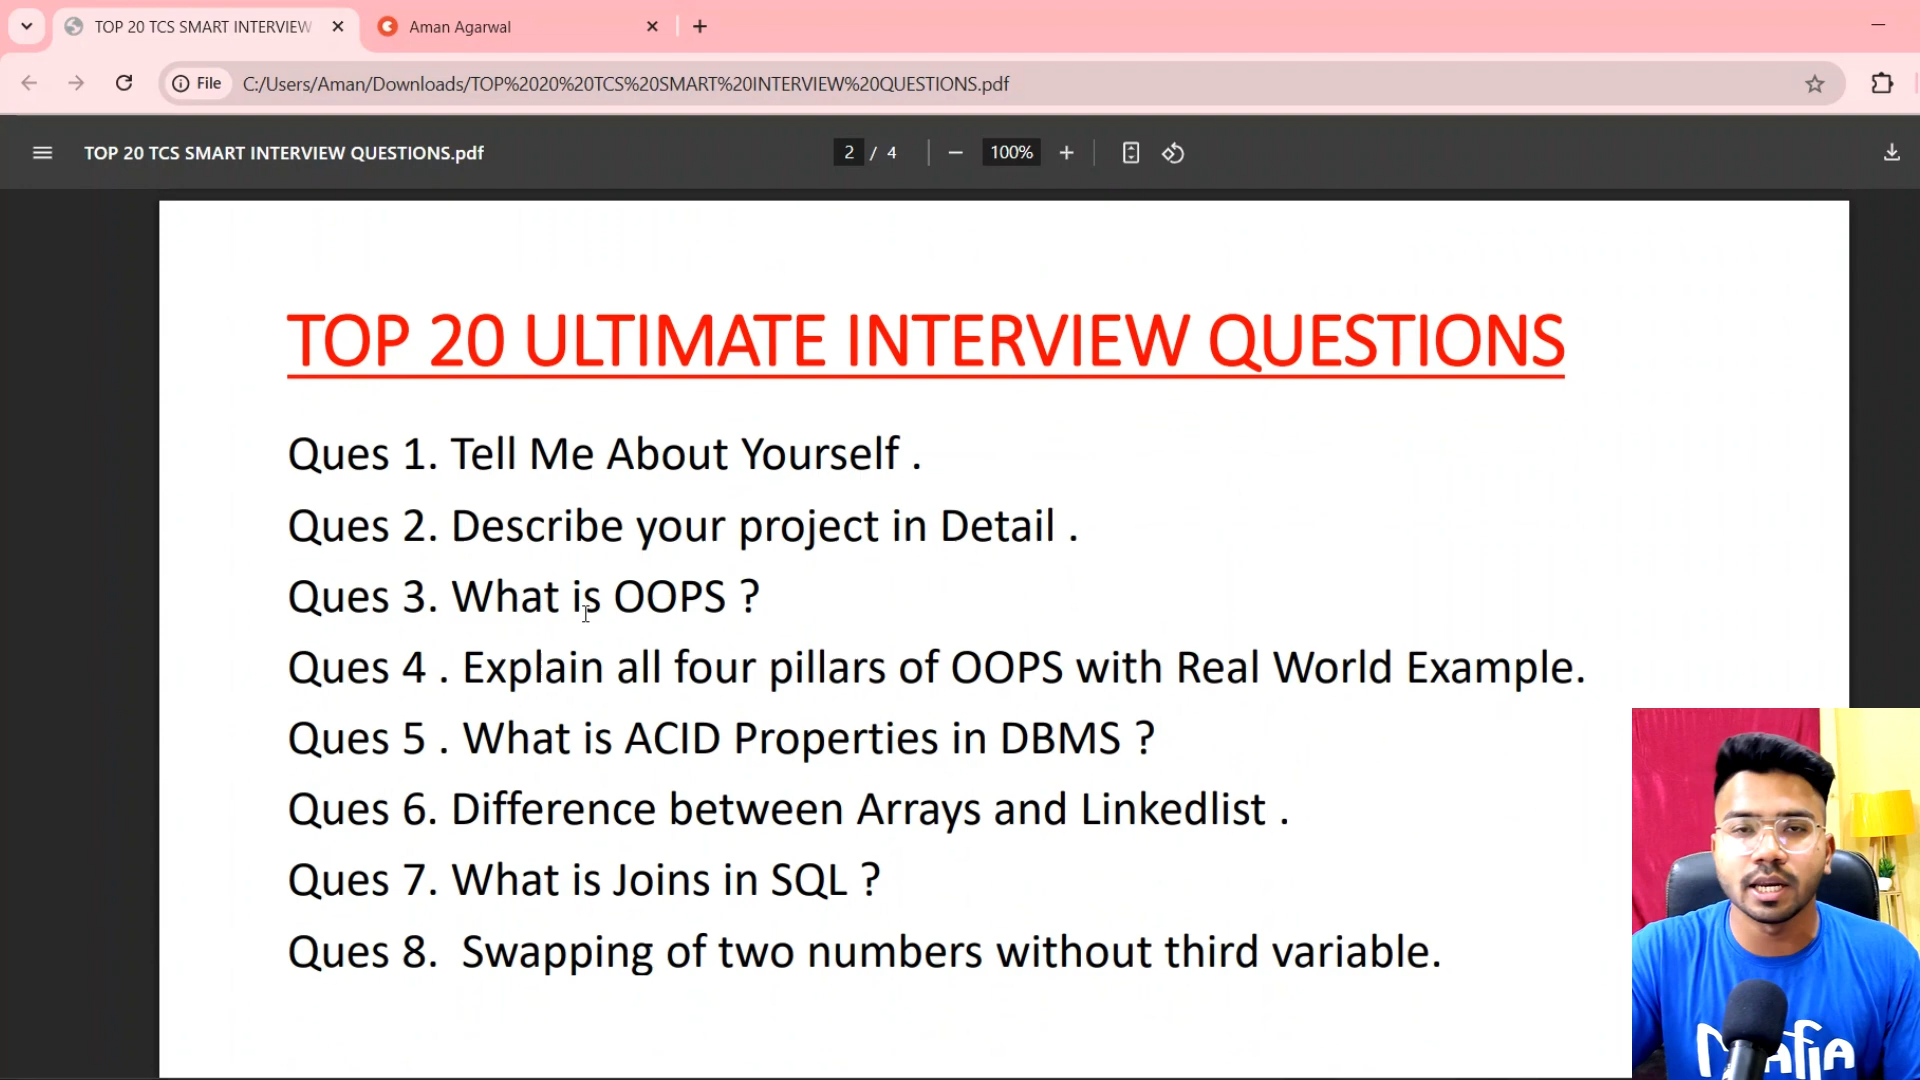 TOP 20 TCS SMART INTERVIEW
Aman Agarwal
File
C:/Users/Aman/Downloads/TOP%2020%20TCS%20SMART%20INTERVIEW%20QUESTIONS.pdf
TOP 20 TCS SMART INTERVIEW QUESTIONS.pdf
2 / 4
100%
TOP 20 ULTIMATE INTERVIEW QUESTIONS
Ques 1. Tell Me About Yourself .
Ques 2. Describe your project in Detail .
Ques 3. What is OOPS ?
Ques 4 . Explain all four pillars of OOPS with Real World Example.
Ques 5 . What is ACID Properties in DBMS ?
Ques 6. Difference between Arrays and Linkedlist .
Ques 7. What is Joins in SQL ?
Ques 8. Swapping of two numbers without third variable.
Mafia